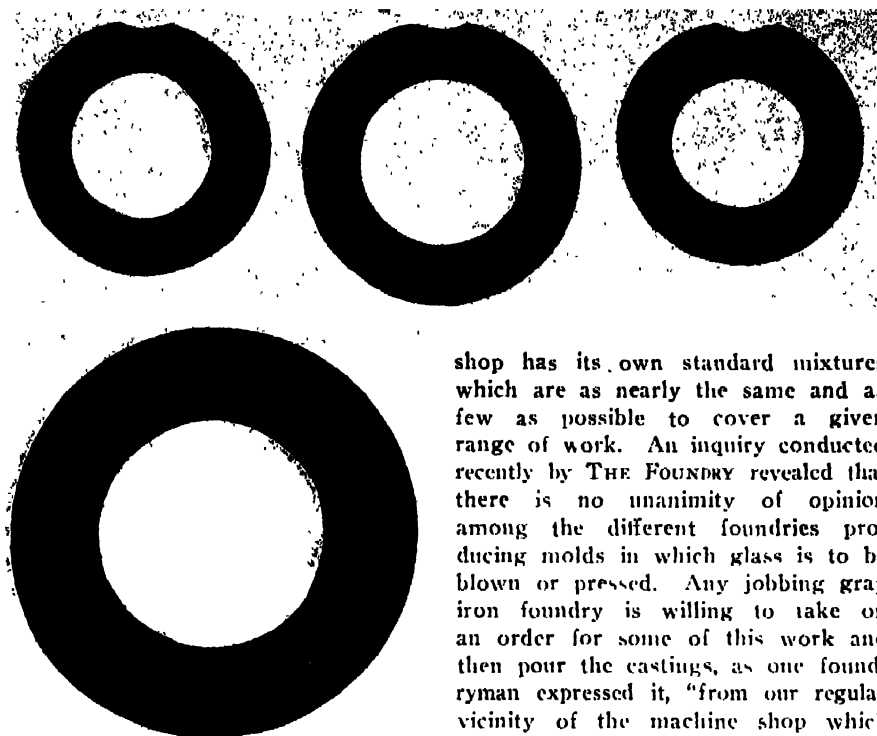 shop has its own standard mixture
which are as nearly the same and a
few as possible to cover a given
range of work. An inquiry conducted
recently by THE FOUNDRY revealed tha
there is no unanimity of opinion
among the different foundries pro
ducing molds in which glass is to b
blown or pressed. Any jobbing gray
iron foundry is willing to take on
an order for some of this work and
then pour the castings, as one found
ryman expressed it, "from our regula
vicinity of the machine shop which